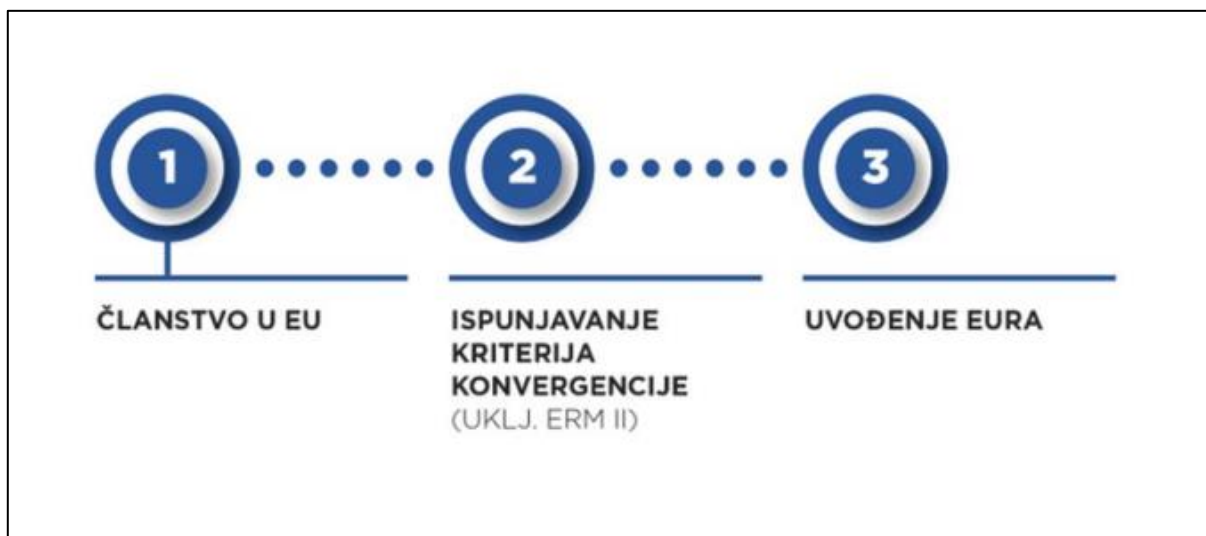 1
2
3
ČLANSTVO U EU
ISPUNJAVANJE
KRITERIJA
KONVERGENCIJE
(UKLJ. ERM II)
UVOĐENJE EURA